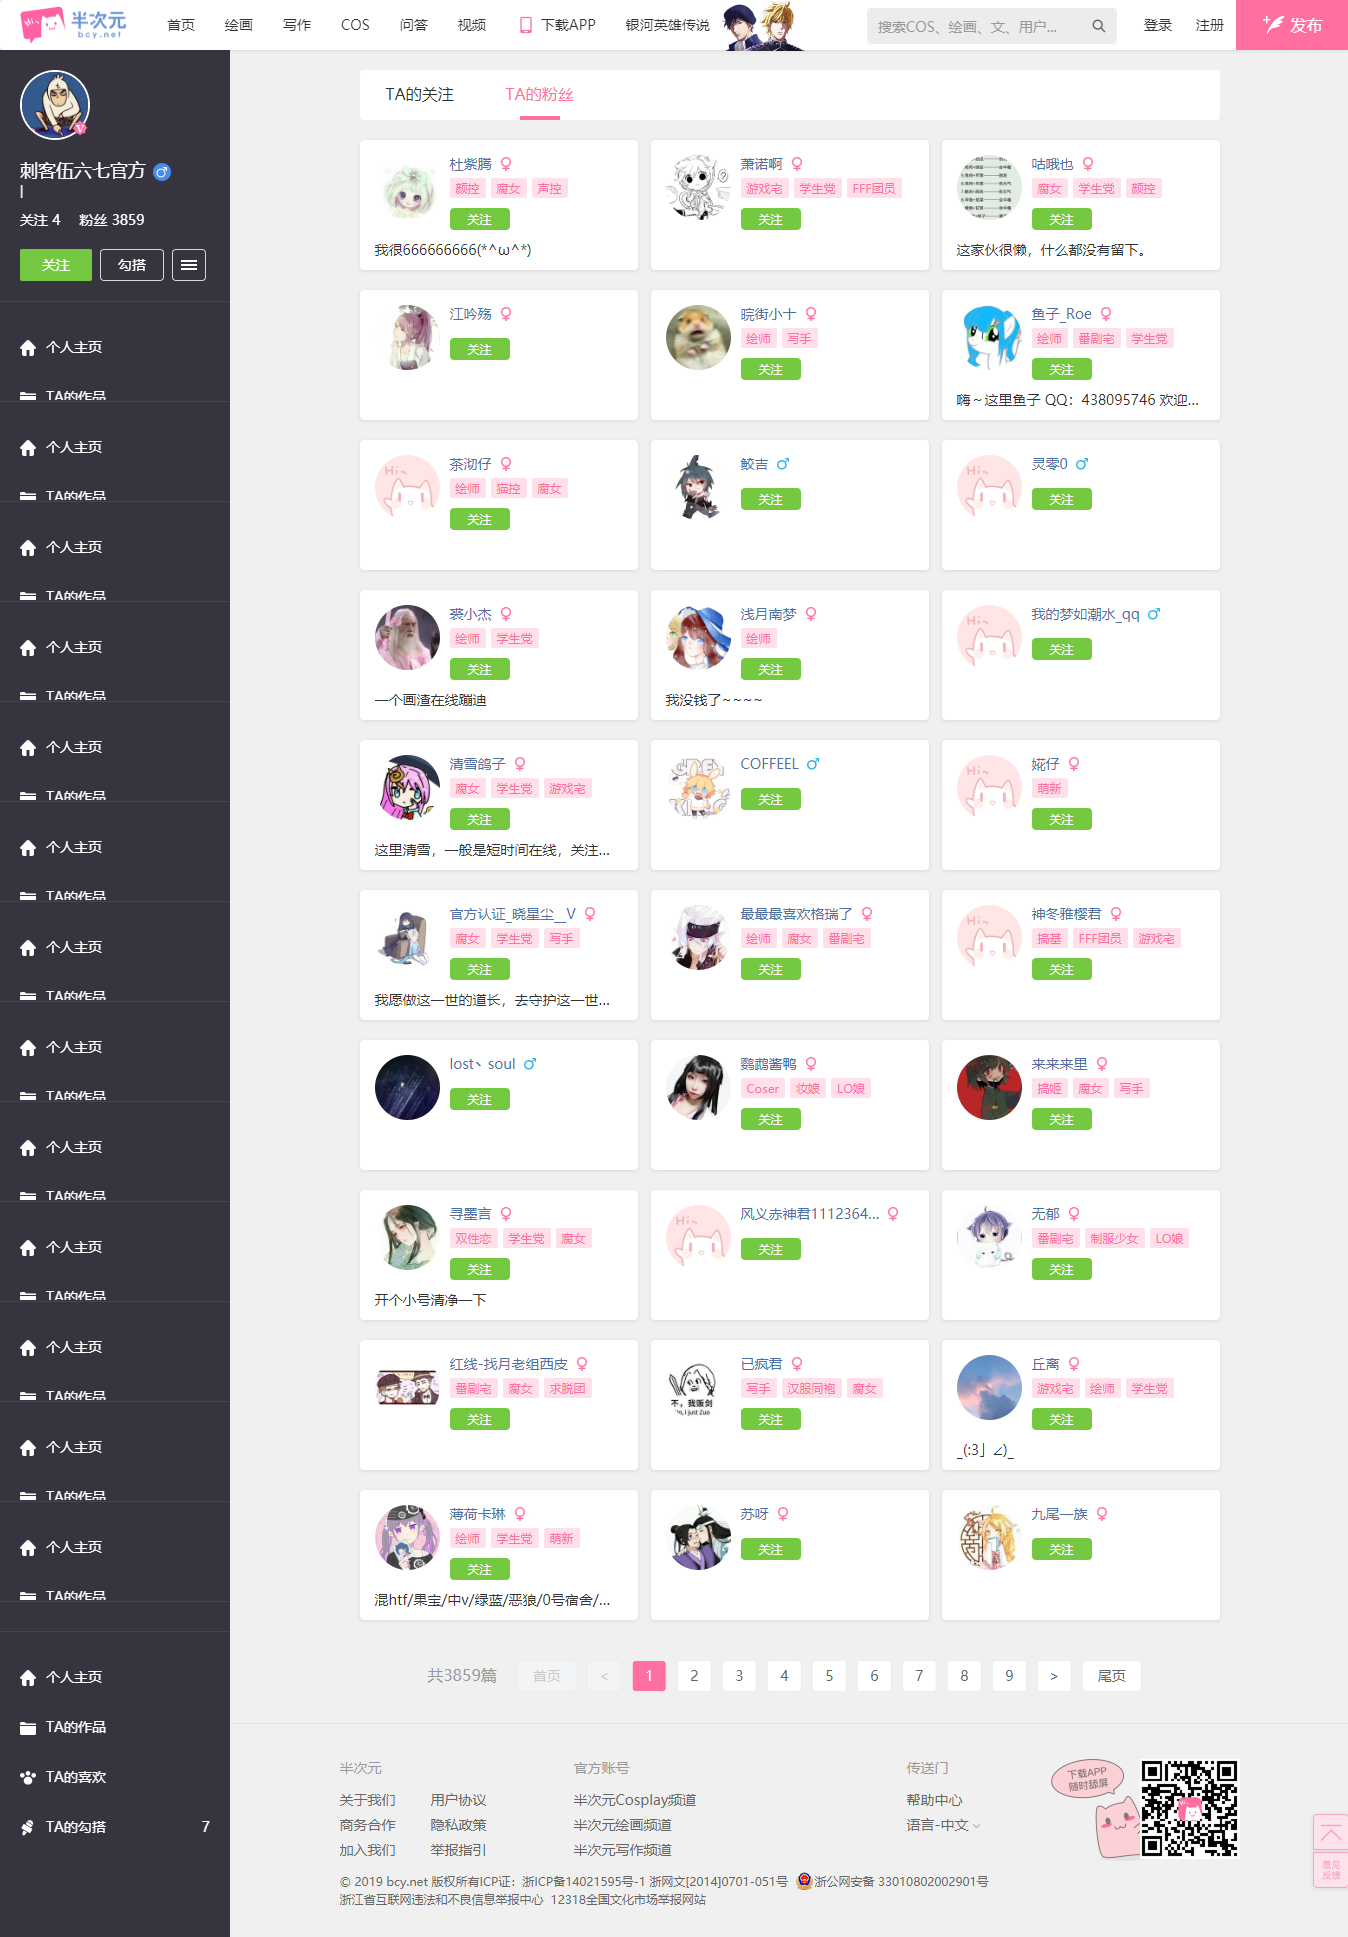 半次元
bcy.net
首页 绘画 写作 COS 问答 视频 下载APP 银河英雄传说
搜索COS、绘画、文、用户...
登录 注册 发布
刺客伍六七官方
|
关注 4 粉丝 3859
关注 勾搭
个人主页
TA的作品
个人主页
TA的作品
个人主页
TA的作品
个人主页
TA的作品
个人主页
TA的作品
个人主页
TA的作品
个人主页
TA的作品
个人主页
TA的作品
个人主页
TA的作品
个人主页
TA的作品
个人主页
TA的作品
个人主页
TA的作品
个人主页
TA的作品
个人主页
TA的作品
TA的喜欢
TA的勾搭 7
TA的关注 TA的粉丝
杜紫腾
颜控 腐女 声控
关注
我很666666666(*^ω^*)
萧诺啊
游戏宅 学生党 FFF团员
关注
咕哦也
腐女 学生党 颜控
关注
这家伙很懒，什么都没有留下。
江吟殇
关注
晥街小十
绘师 写手
关注
鱼子_Roe
绘师 番剧宅 学生党
关注
嗨～这里鱼子 QQ：438095746 欢迎...
茶沏仔
绘师 猫控 腐女
关注
鲛吉
关注
灵零0
关注
裘小杰
绘师 学生党
关注
一个画渣在线蹦迪
浅月南梦
绘师
关注
我没钱了~~~~
我的梦如潮水_qq
关注
清雪鸽子
腐女 学生党 游戏宅
关注
这里清雪，一般是短时间在线，关注...
COFFEEL
关注
婲仔
萌新
关注
官方认证_晓星尘__V
腐女 学生党 写手
关注
我愿做这一世的道长，去守护这一世...
最最最喜欢格瑞了
绘师 腐女 番剧宅
关注
神冬雅樱君
搞基 FFF团员 游戏宅
关注
lost丶soul
关注
鹦鹉酱鸭
Coser 妆娘 LO娘
关注
来来来里
搞姬 腐女 写手
关注
寻墨言
双性恋 学生党 腐女
关注
开个小号清净一下
风义赤神君1112364...
关注
无郁
番剧宅 制服少女 LO娘
关注
红线-找月老组西皮
番剧宅 腐女 求脱团
关注
已疯君
写手 汉服同袍 腐女
关注
丘离
游戏宅 绘师 学生党
关注
_(:3」∠)_
薄荷卡琳
绘师 学生党 萌新
关注
混htf/果宝/中v/绿蓝/恶狼/0号宿舍/...
苏呀
关注
九尾一族
关注
共3859篇 首页 < 1 2 3 4 5 6 7 8 9 > 尾页
半次元
关于我们 用户协议
商务合作 隐私政策
加入我们 举报指引
官方账号
半次元Cosplay频道
半次元绘画频道
半次元写作频道
传送门
帮助中心
语言-中文
下载APP
随时舔屏
© 2019 bcy.net 版权所有ICP证：浙ICP备14021595号-1 浙网文[2014]0701-051号 浙公网安备 33010802002901号
浙江省互联网违法和不良信息举报中心 12318全国文化市场举报网站
意见
反馈